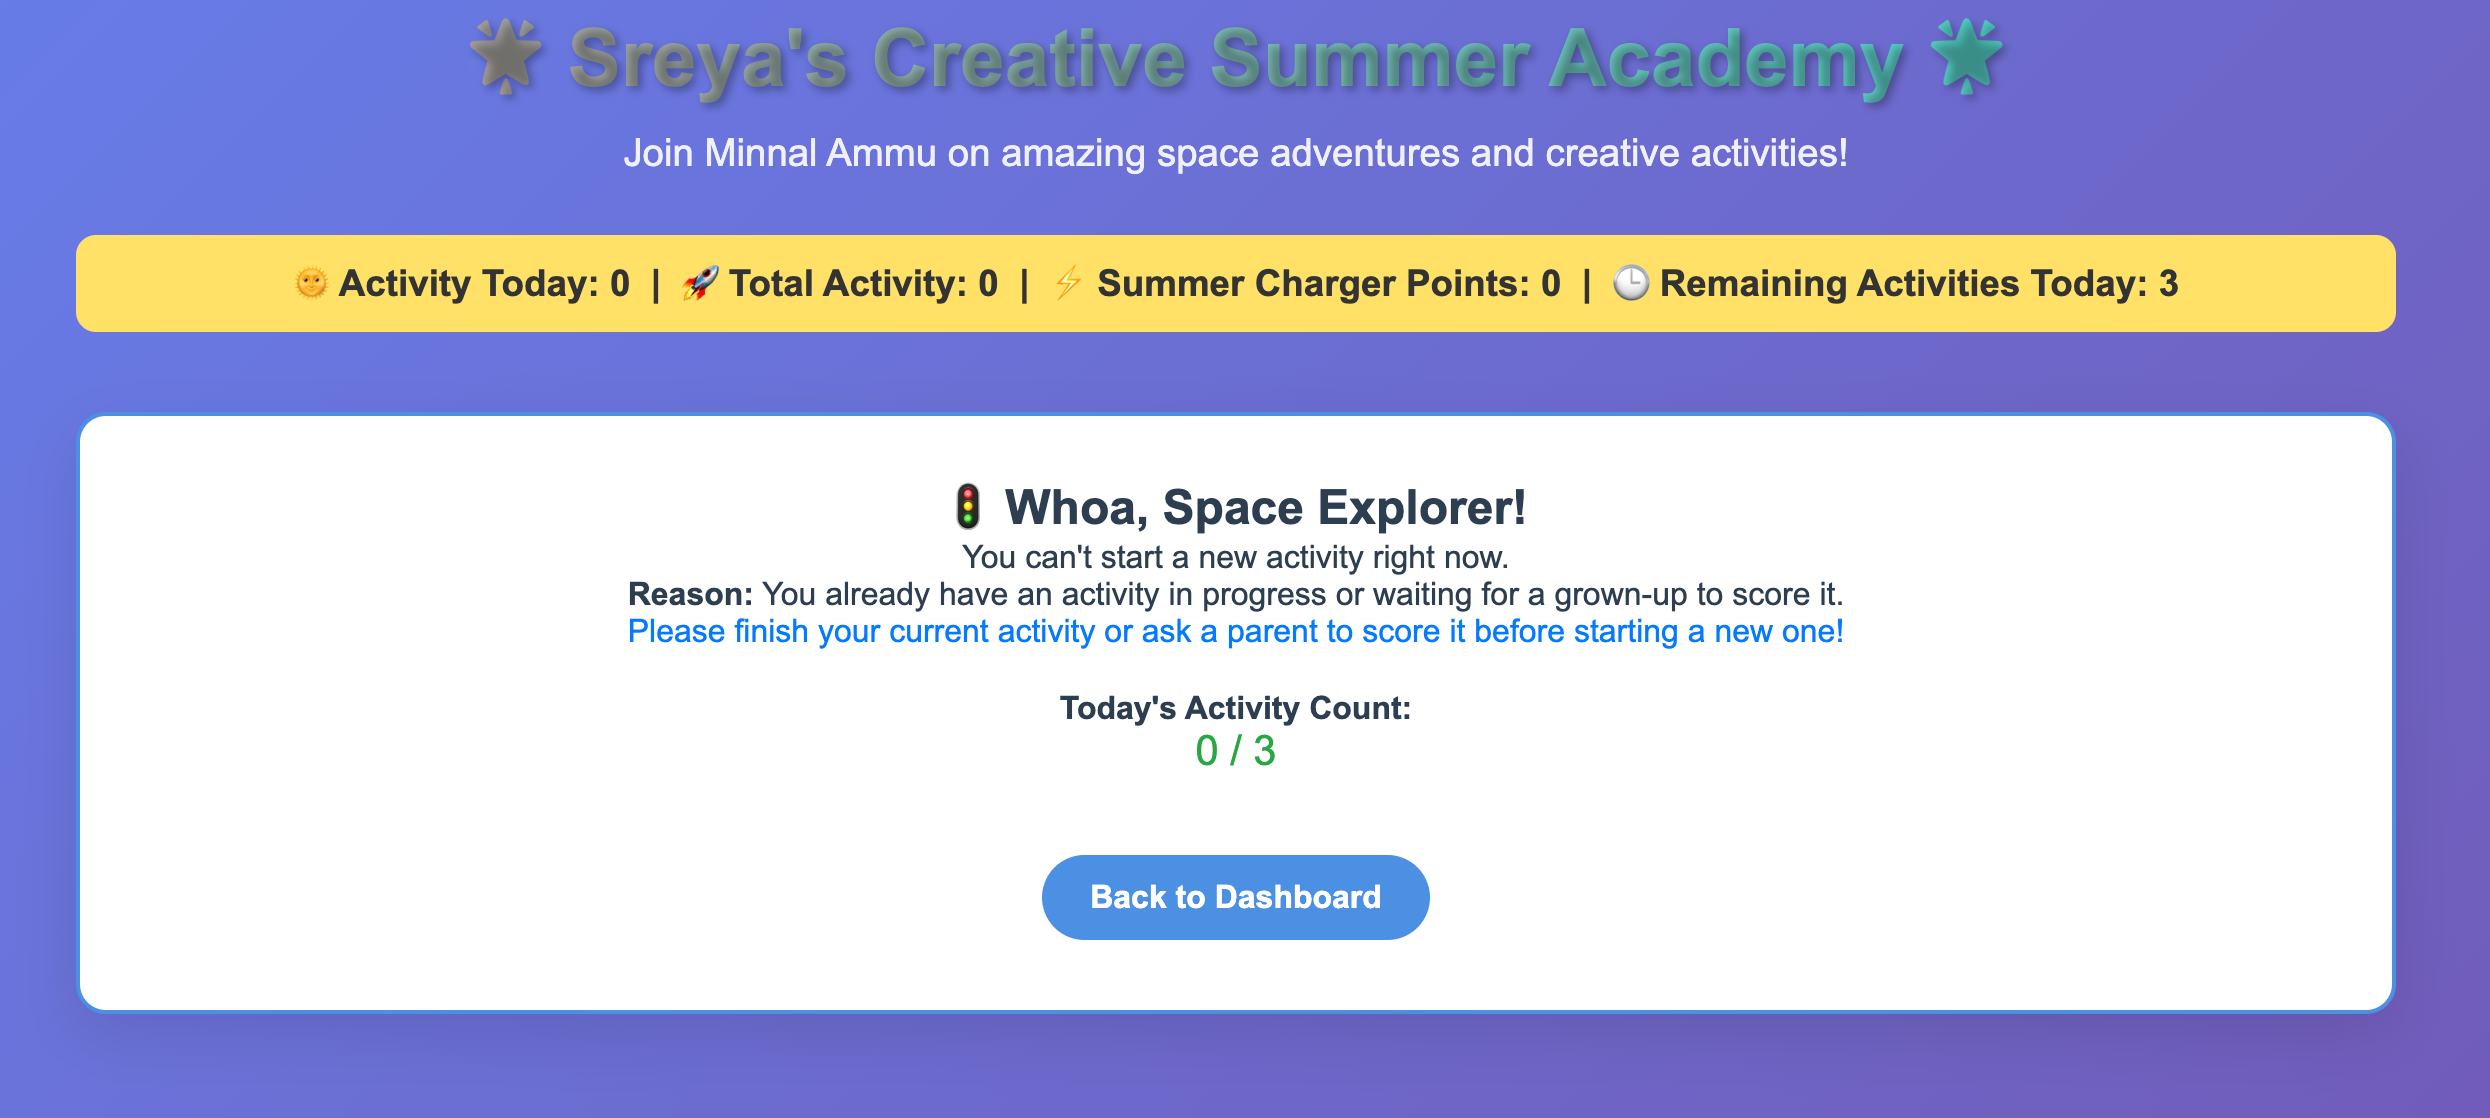 🌟 Sreya's Creative Summer Academy 🌟
Join Minnal Ammu on amazing space adventures and creative activities!
🌞 Activity Today: 0 | 🚀 Total Activity: 0 | ⚡ Summer Charger Points: 0 | 🕒 Remaining Activities Today: 3
🚦 Whoa, Space Explorer!
You can't start a new activity right now.
Reason: You already have an activity in progress or waiting for a grown-up to score it.
Please finish your current activity or ask a parent to score it before starting a new one!
Today's Activity Count:
0 / 3
Back to Dashboard